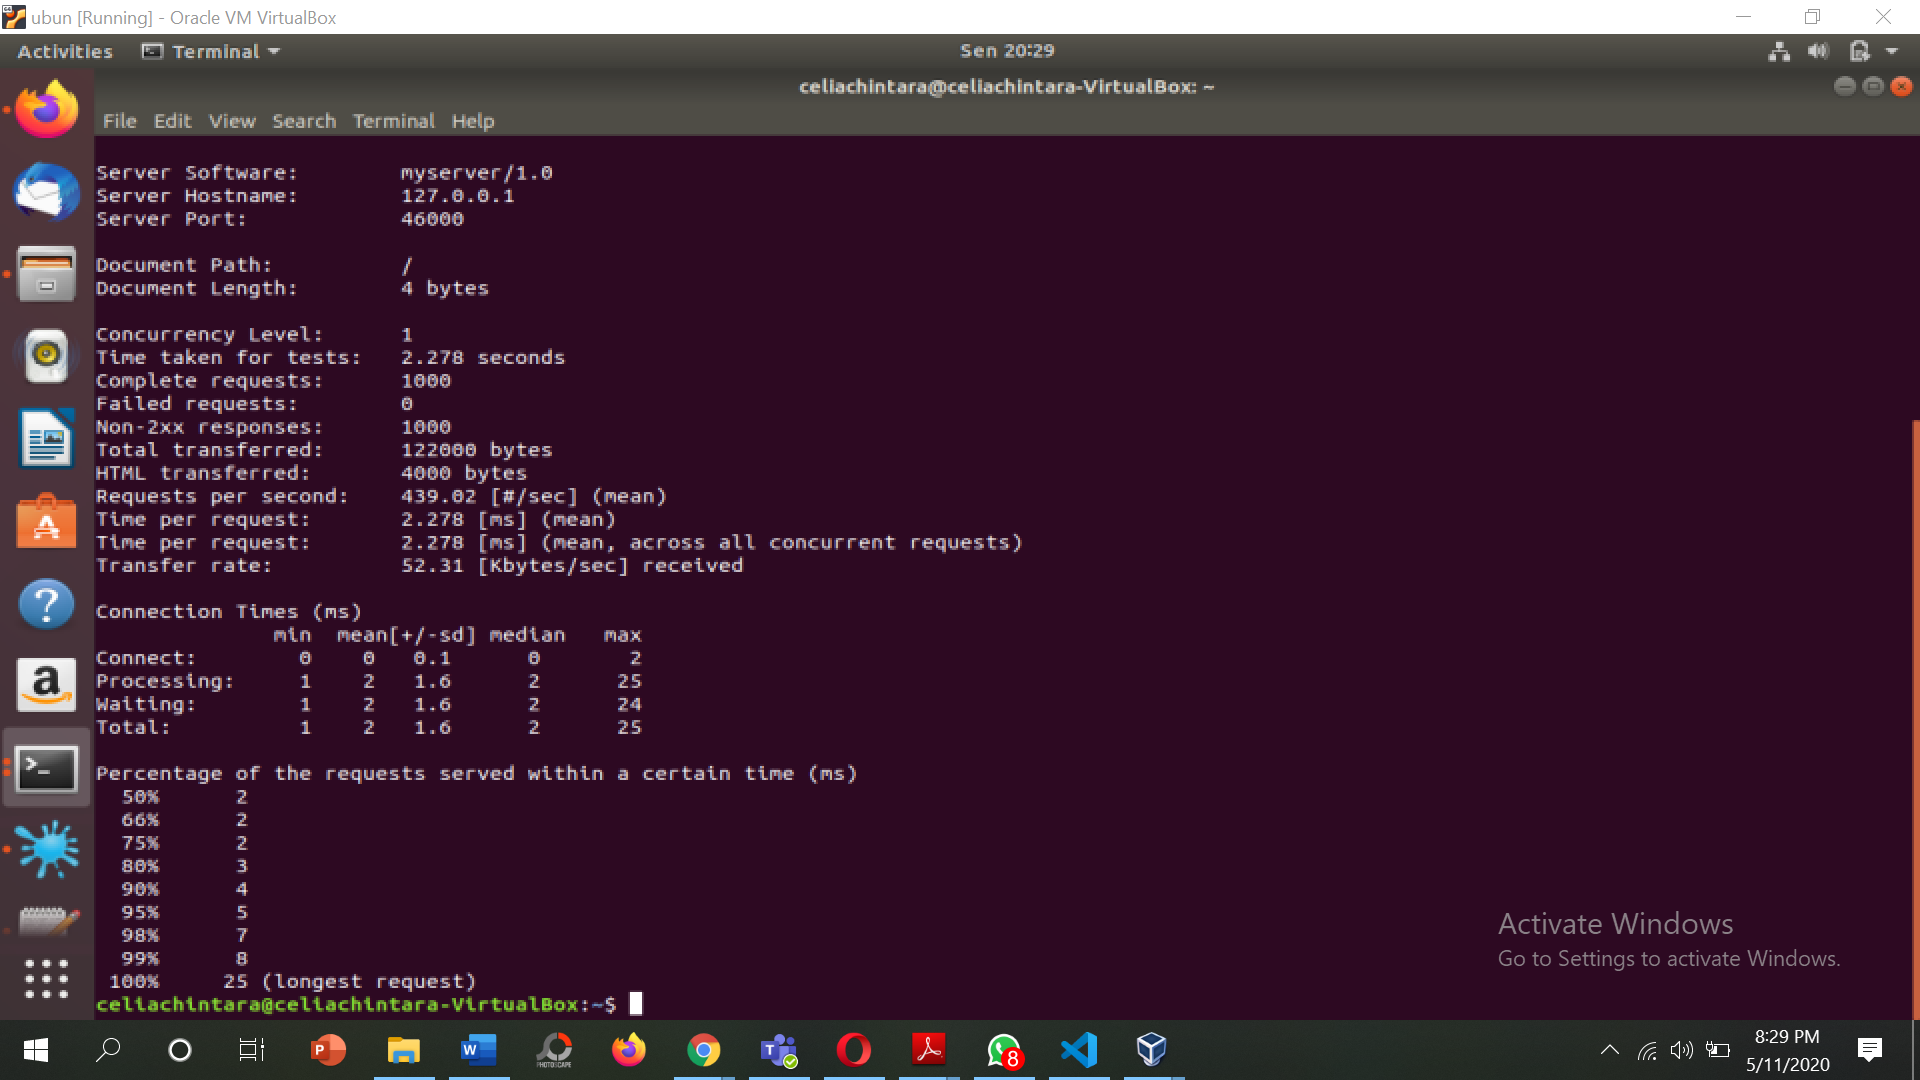 ubun [Running] - Oracle VM VirtualBox
Activities Terminal Sen 20:29
celiachintara@celiachintara-VirtualBox: ~
File Edit View Search Terminal Help
Server Software: myserver/1.0
Server Hostname: 127.0.0.1
Server Port: 46000
Document Path: /
Document Length: 4 bytes
Concurrency Level: 1
Time taken for tests: 2.278 seconds
Complete requests: 1000
Failed requests: 0
Non-2xx responses: 1000
Total transferred: 122000 bytes
HTML transferred: 4000 bytes
Requests per second: 439.02 [#/sec] (mean)
Time per request: 2.278 [ms] (mean)
Time per request: 2.278 [ms] (mean, across all concurrent requests)
Transfer rate: 52.31 [Kbytes/sec] received
Connection Times (ms)
min mean[+/-sd] median max
Connect: 0 0 0.1 0 2
Processing: 1 2 1.6 2 25
Waiting: 1 2 1.6 2 24
Total: 1 2 1.6 2 25
Percentage of the requests served within a certain time (ms)
50% 2
66% 2
75% 2
80% 3
90% 4
95% 5
98% 7
99% 8
100% 25 (longest request)
celiachintara@celiachintara-VirtualBox:~$
Activate Windows
Go to Settings to activate Windows.
PHOTOSCAPE
8
8:29 PM
5/11/2020